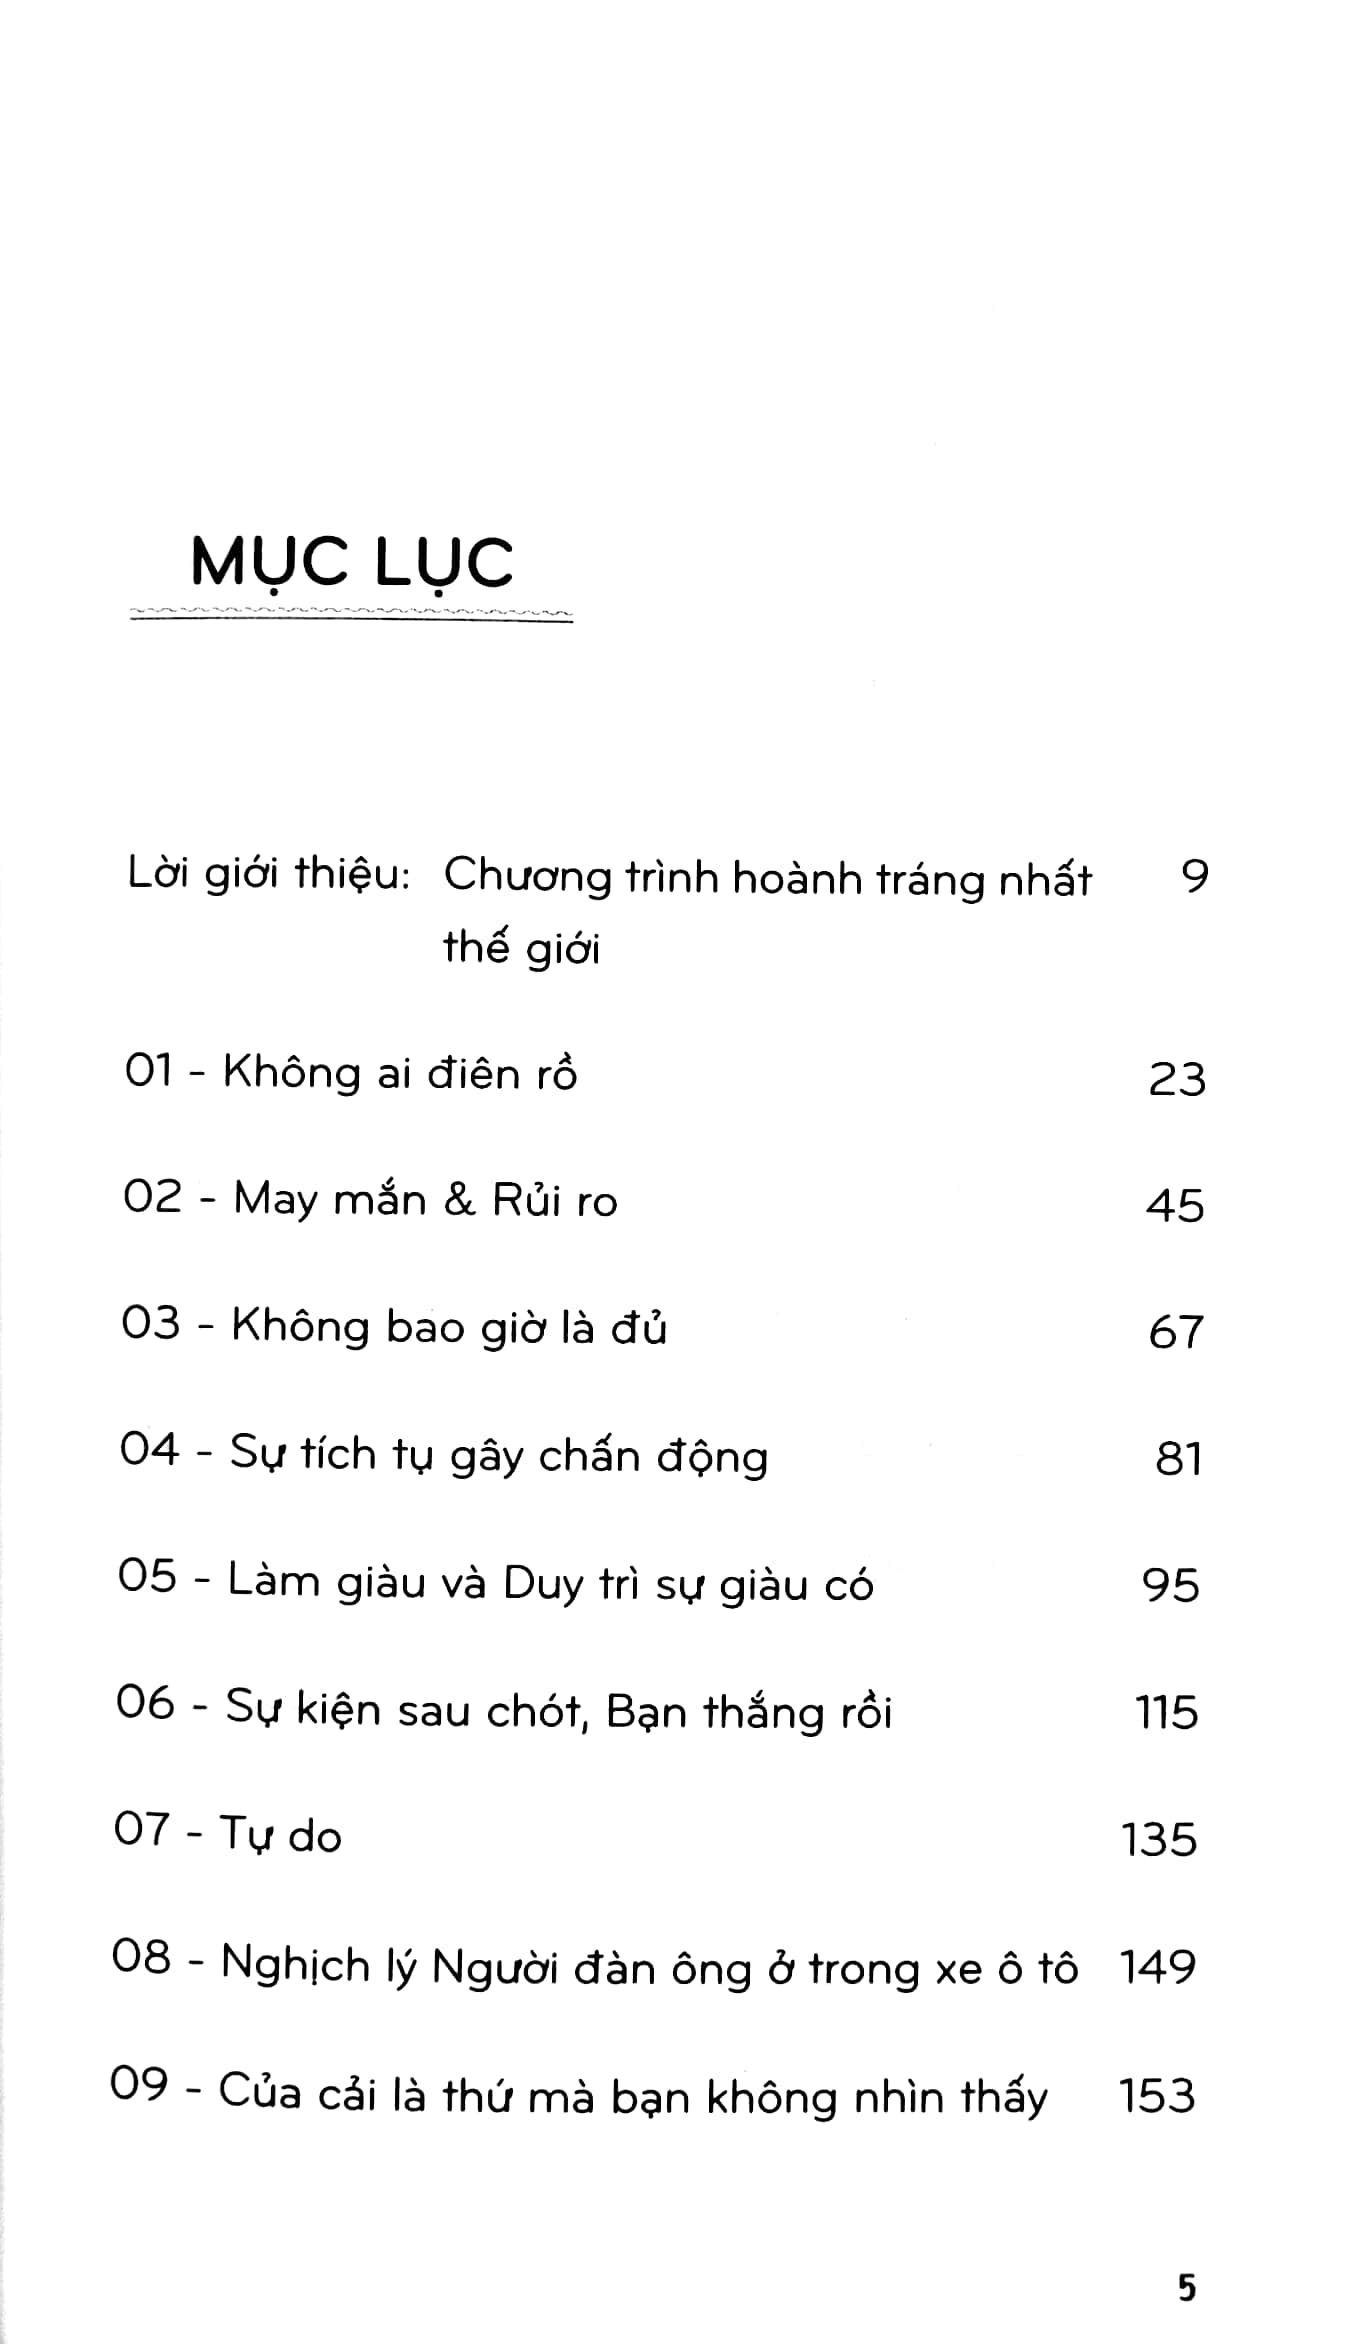 MỤC LỤC
Lời giới thiệu: Chương trình hoành tráng nhất 9
thế giới
01 - Không ai điên rồ 23
02 - May mắn & Rủi ro 45
03 - Không bao giờ là đủ 67
04 - Sự tích tụ gây chấn động 81
05 - Làm giàu và Duy trì sự giàu có 95
06 - Sự kiện sau chót, Bạn thắng rồi 115
07 - Tự do 135
08 - Nghịch lý Người đàn ông ở trong xe ô tô 149
09 - Của cải là thứ mà bạn không nhìn thấy 153
5